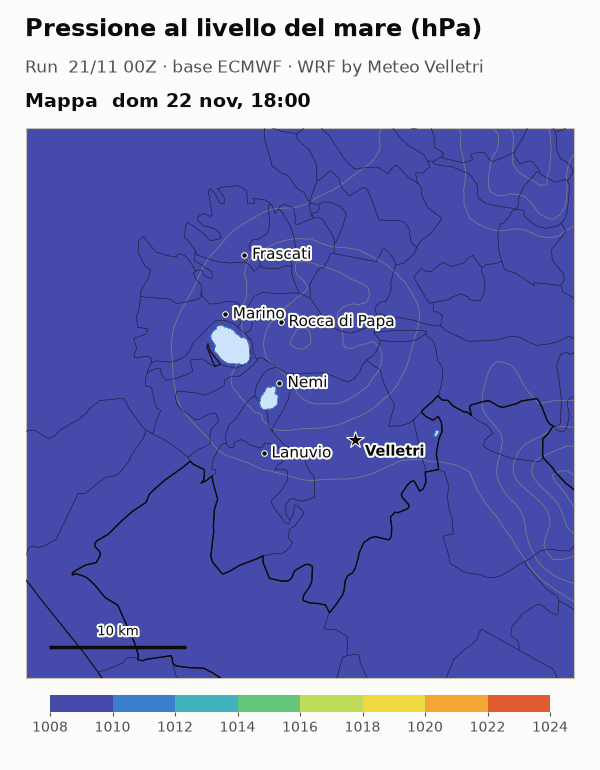 Pressione al livello del mare (hPa)
Run  21/11 00Z · base ECMWF · WRF by Meteo Velletri
Mappa  dom 22 nov, 18:00
Frascati
Marino
Rocca di Papa
Nemi
Velletri
Lanuvio
10 km
1008 1010 1012 1014 1016 1018 1020 1022 1024